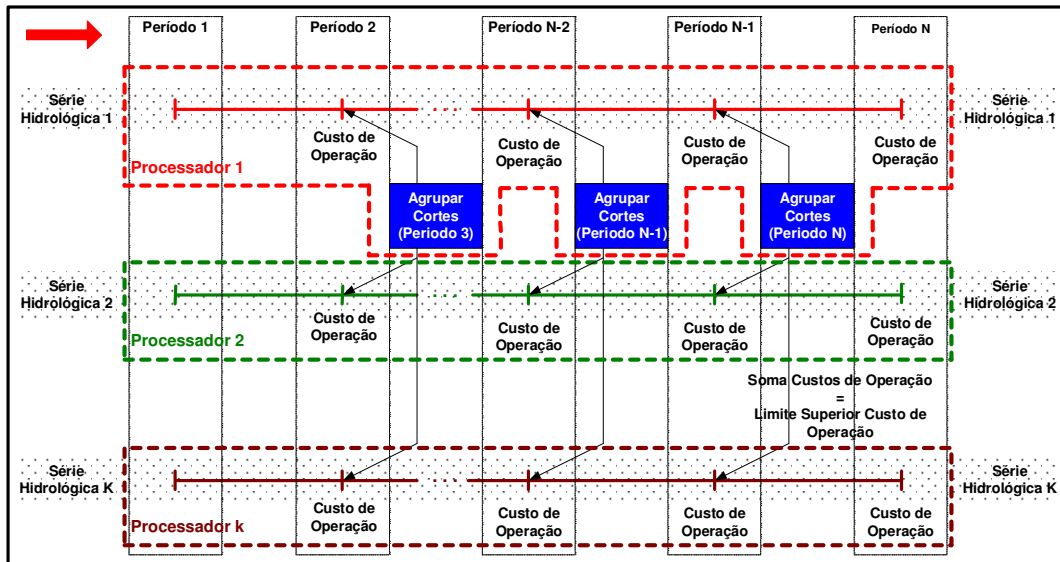 Período 1
Período 2
Período N-2
Período N-1
Período N
Série
Hidrológica 1
Série
Hidrológica 1
Custo de
Operação
Custo de
Operação
Custo de
Operação
Custo de
Operação
Processador 1
Agrupar
Cortes
(Periodo 3)
Agrupar
Cortes
(Periodo N-1)
Agrupar
Cortes
(Periodo N)
Série
Hidrológica 2
Série
Hidrológica 2
Custo de
Operação
Custo de
Operação
Custo de
Operação
Custo de
Operação
Processador 2
Soma Custos de Operação
=
Limite Superior Custo de
Operação
Série
Hidrológica K
Série
Hidrológica K
Custo de
Operação
Custo de
Operação
Custo de
Operação
Custo de
Operação
Processador k